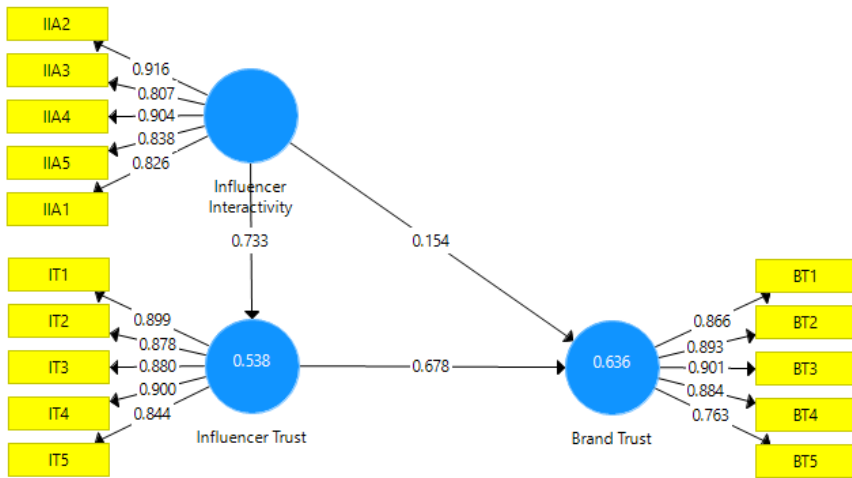 IIA2
IIA3
IIA4
IIA5
IIA1
0.916
0.807
0.904
0.838
0.826
Influencer
Interactivity
0.733
0.154
IT1
IT2
IT3
IT4
IT5
0.899
0.878
0.880
0.900
0.844
0.538
Influencer Trust
0.678
0.636
Brand Trust
0.866
0.893
0.901
0.884
0.763
BT1
BT2
BT3
BT4
BT5